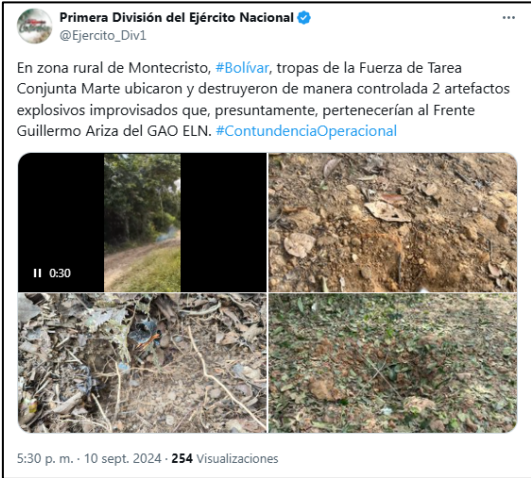 Primera División del Ejército Nacional
@Ejercito_Div1
En zona rural de Montecristo, #Bolívar, tropas de la Fuerza de Tarea
Conjunta Marte ubicaron y destruyeron de manera controlada 2 artefactos
explosivos improvisados que, presuntamente, pertenecerían al Frente
Guillermo Ariza del GAO ELN. #ContundenciaOperacional
0:30
5:30 p. m. · 10 sept. 2024 · 254 Visualizaciones